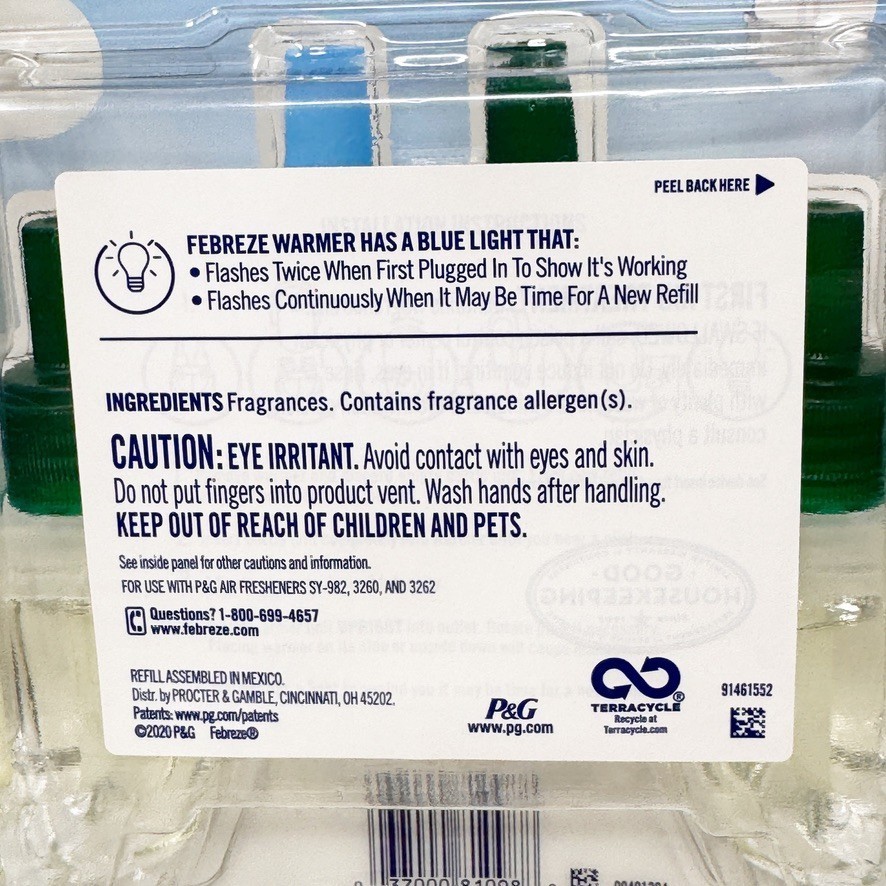 PEEL BACK HERE
FEBREZE WARMER HAS A BLUE LIGHT THAT:
• Flashes Twice When First Plugged In To Show It's Working
• Flashes Continuously When It May Be Time For A New Refill
INGREDIENTS Fragrances. Contains fragrance allergen(s).
CAUTION: EYE IRRITANT. Avoid contact with eyes and skin.
Do not put fingers into product vent. Wash hands after handling.
KEEP OUT OF REACH OF CHILDREN AND PETS.
See inside panel for other cautions and information.
FOR USE WITH P&G AIR FRESHENERS SY-982, 3260, AND 3262
Questions? 1-800-699-4657
www.febreze.com
REFILL ASSEMBLED IN MEXICO.
Distr. by PROCTER & GAMBLE, CINCINNATI, OH 45202.
Patents: www.pg.com/patents
©2020 P&G Febreze®
P&G
www.pg.com
TERRACYCLE®
Recycle at
Terracycle.com
91461552
GOOD
HOUSEKEEPING
37000 81098